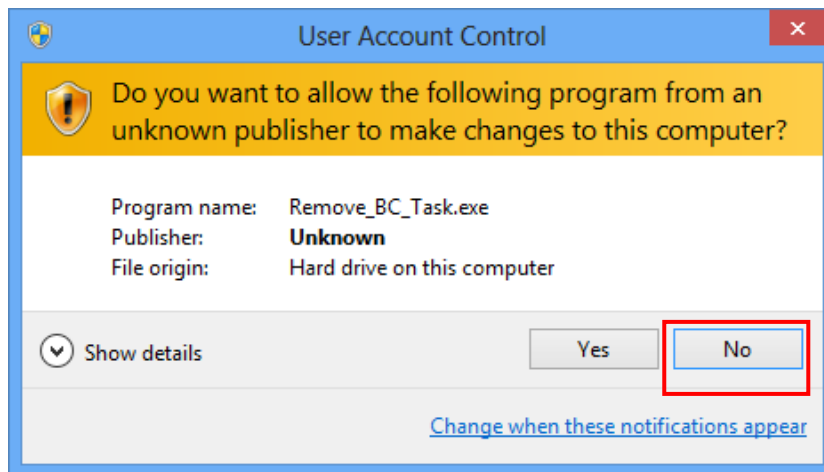 User Account Control
Do you want to allow the following program from an
unknown publisher to make changes to this computer?
Program name: Remove_BC_Task.exe
Publisher: Unknown
File origin: Hard drive on this computer
Show details Yes No
Change when these notifications appear